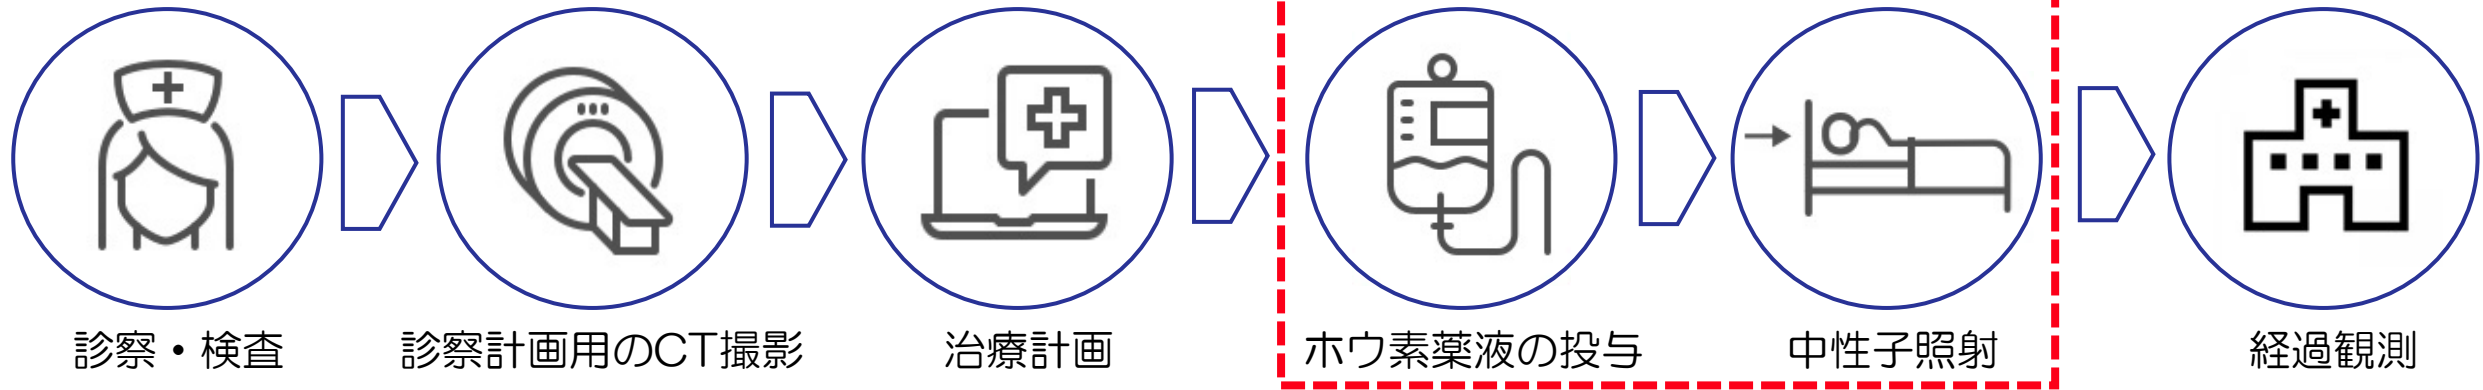 診察・検査
診察計画用のCT撮影
治療計画
ホウ素薬液の投与
中性子照射
経過観測